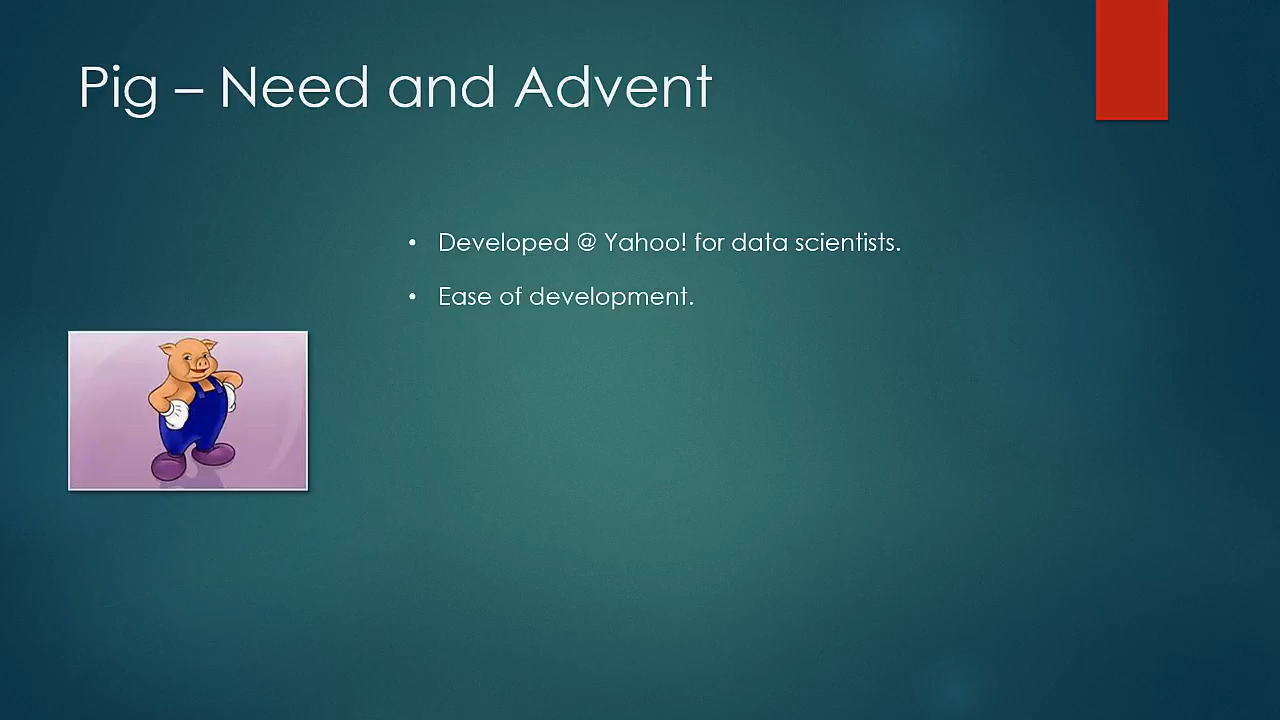 Pig – Need and Advent
• Developed @ Yahoo! for data scientists.
• Ease of development.